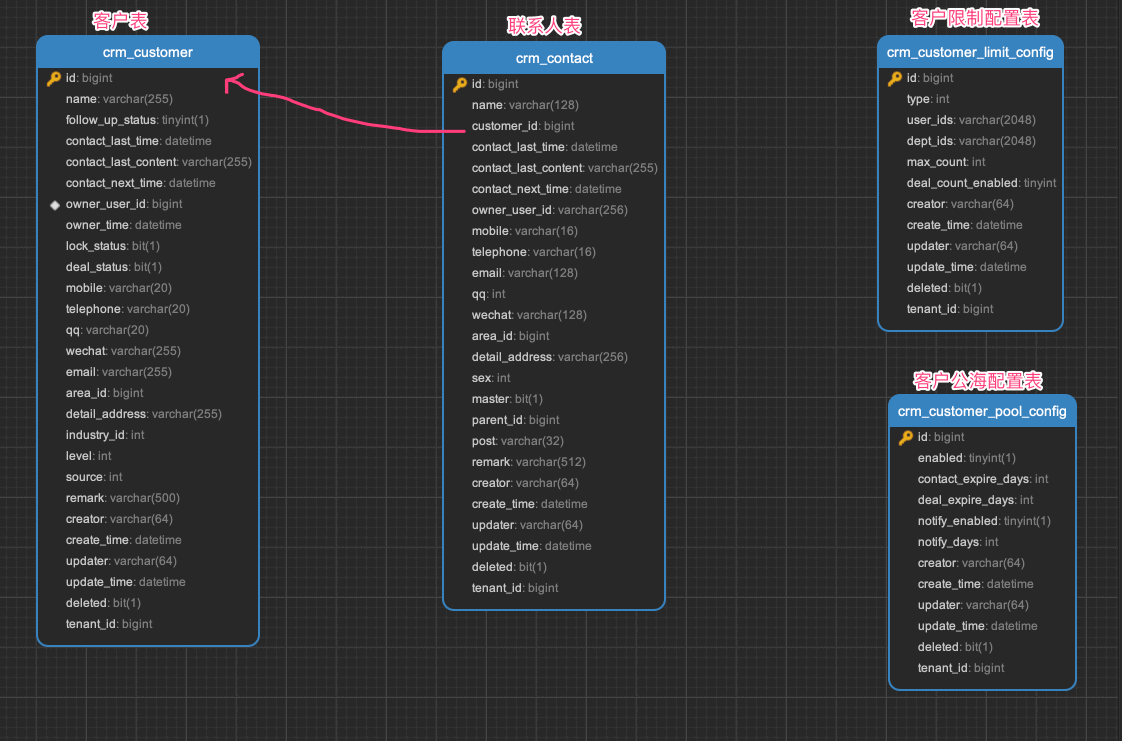 客户表
crm_customer
id: bigint
name: varchar(255)
follow_up_status: tinyint(1)
contact_last_time: datetime
contact_last_content: varchar(255)
contact_next_time: datetime
owner_user_id: bigint
owner_time: datetime
lock_status: bit(1)
deal_status: bit(1)
mobile: varchar(20)
telephone: varchar(20)
qq: varchar(20)
wechat: varchar(255)
email: varchar(255)
area_id: bigint
detail_address: varchar(255)
industry_id: int
level: int
source: int
remark: varchar(500)
creator: varchar(64)
create_time: datetime
updater: varchar(64)
update_time: datetime
deleted: bit(1)
tenant_id: bigint
联系人表
crm_contact
id: bigint
name: varchar(128)
customer_id: bigint
contact_last_time: datetime
contact_last_content: varchar(255)
contact_next_time: datetime
owner_user_id: varchar(256)
mobile: varchar(16)
telephone: varchar(16)
email: varchar(128)
qq: int
wechat: varchar(128)
area_id: bigint
detail_address: varchar(256)
sex: int
master: bit(1)
parent_id: bigint
post: varchar(32)
remark: varchar(512)
creator: varchar(64)
create_time: datetime
updater: varchar(64)
update_time: datetime
deleted: bit(1)
tenant_id: bigint
客户限制配置表
crm_customer_limit_config
id: bigint
type: int
user_ids: varchar(2048)
dept_ids: varchar(2048)
max_count: int
deal_count_enabled: tinyint
creator: varchar(64)
create_time: datetime
updater: varchar(64)
update_time: datetime
deleted: bit(1)
tenant_id: bigint
客户公海配置表
crm_customer_pool_config
id: bigint
enabled: tinyint(1)
contact_expire_days: int
deal_expire_days: int
notify_enabled: tinyint(1)
notify_days: int
creator: varchar(64)
create_time: datetime
updater: varchar(64)
update_time: datetime
deleted: bit(1)
tenant_id: bigint